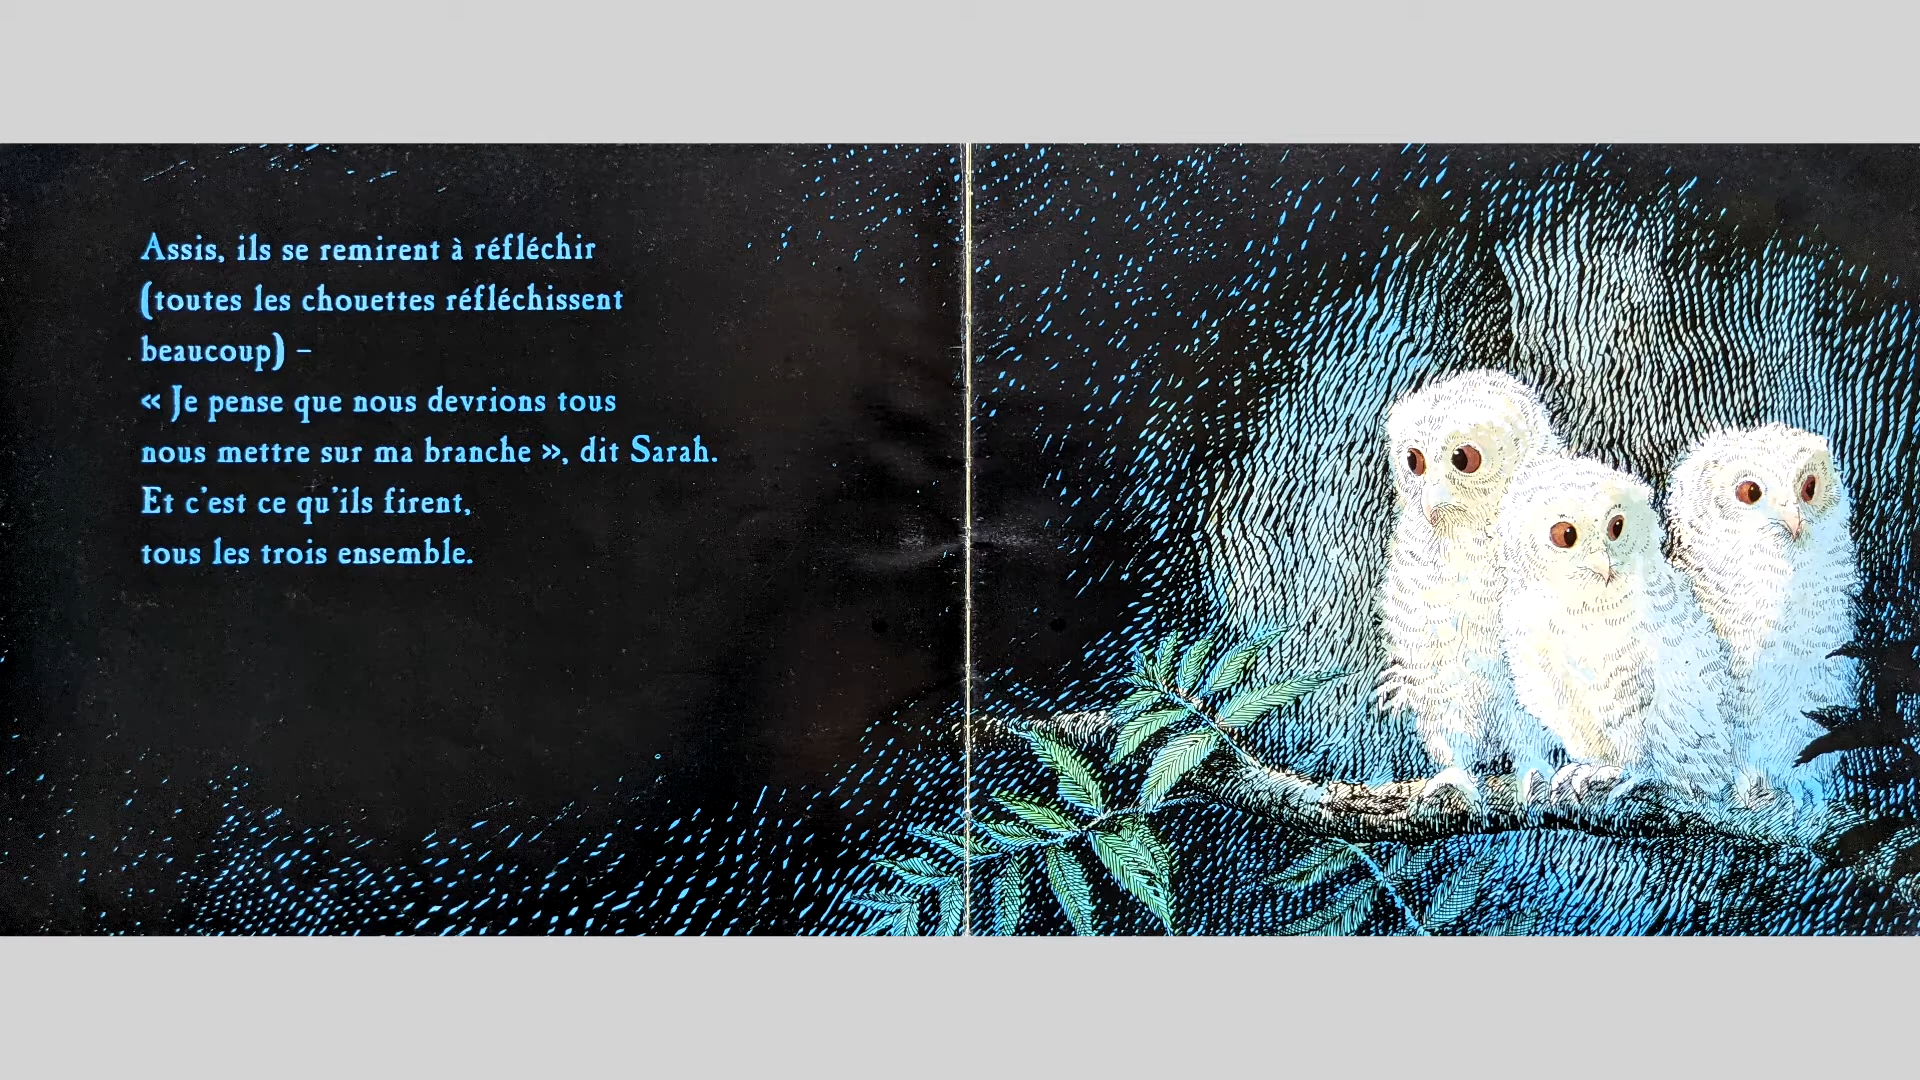 Assis, ils se remirent à réfléchir
(toutes les chouettes réfléchissent
beaucoup) –
« Je pense que nous devrions tous
nous mettre sur ma branche », dit Sarah.
Et c'est ce qu'ils firent,
tous les trois ensemble.